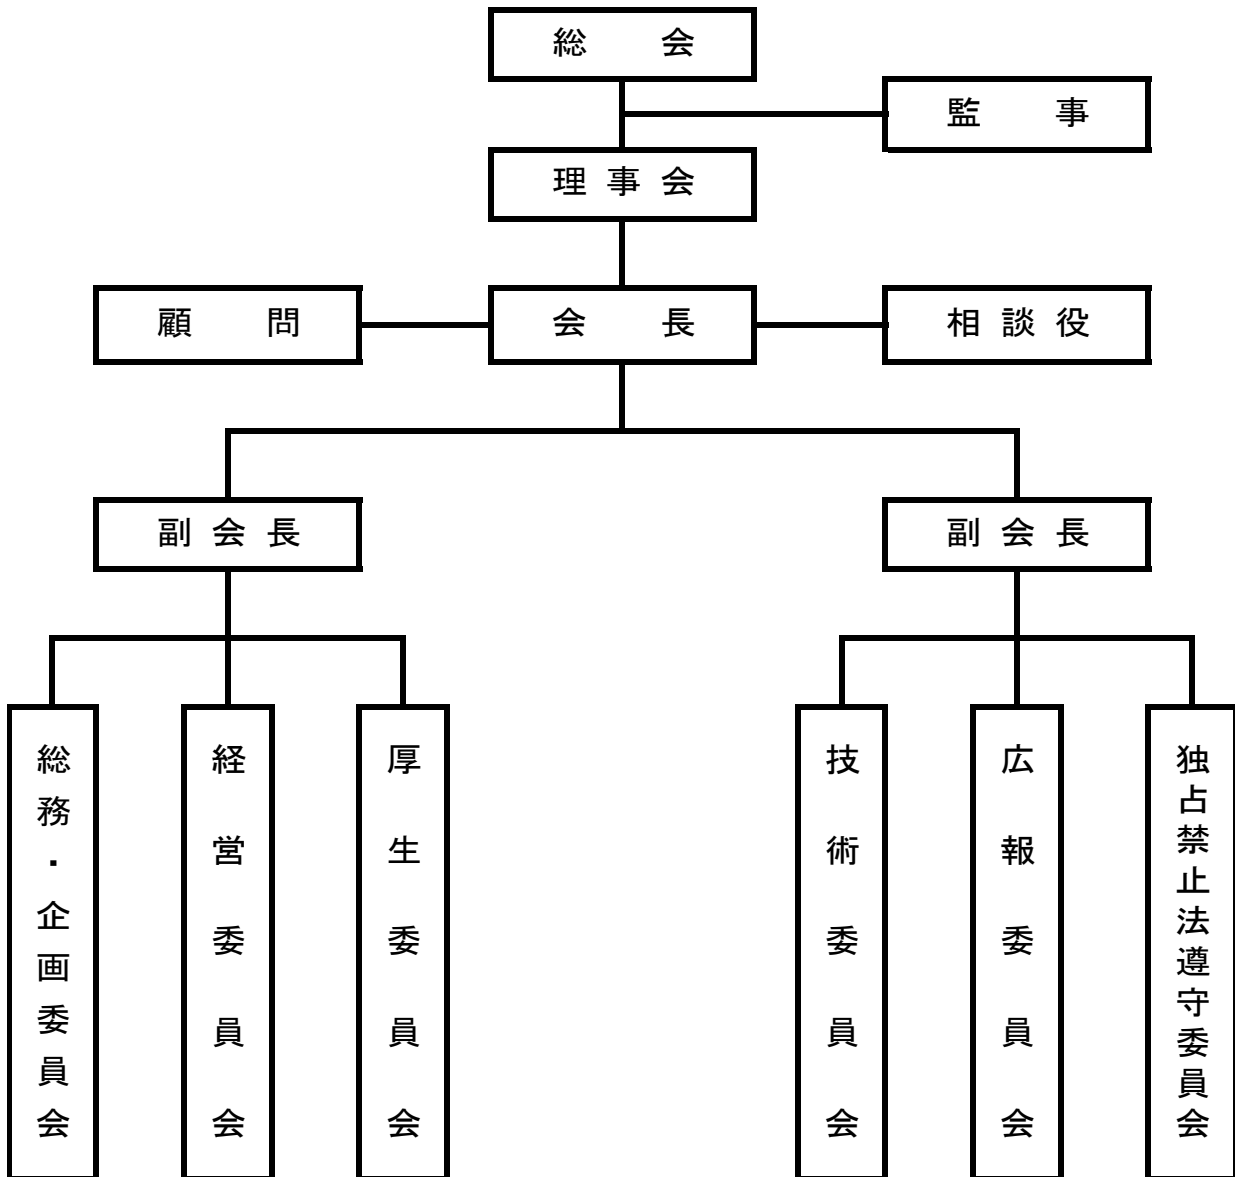 総会
監事
理事会
顧問
会長
相談役
副会長
副会長
総務・企画委員会
経営委員会
厚生委員会
技術委員会
広報委員会
独占禁止法遵守委員会